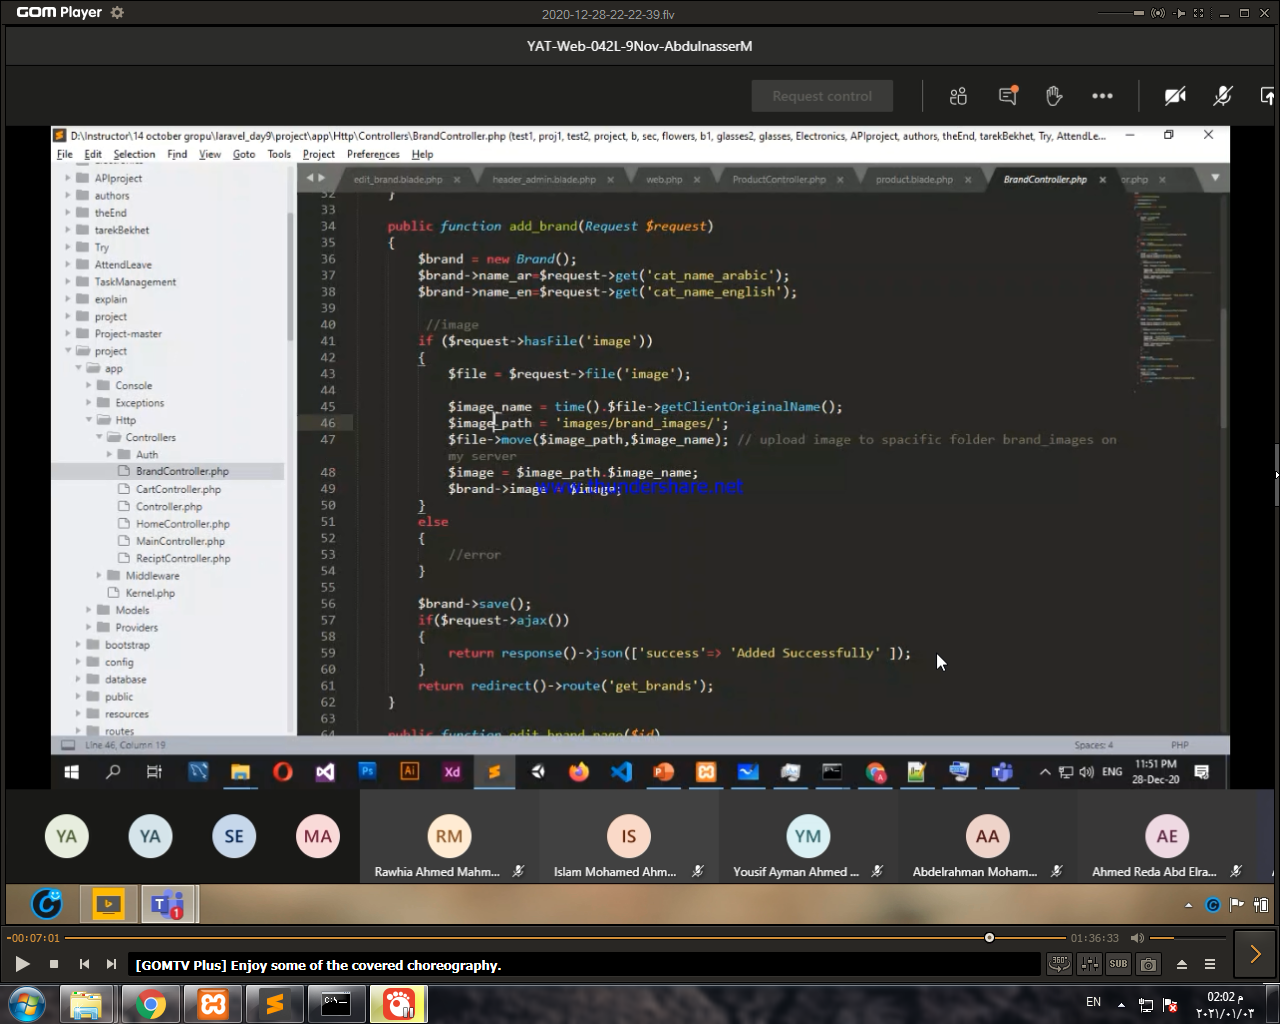 GOM Player
2020-12-28-22-22-39.flv
YAT-Web-042L-9Nov-AbdulnasserM
Request control
D:\Instructor\14 october gropu\laravel_day9\project\app\Http\Controllers\BrandController.php (test1, proj1, test2, project, b, sec, flowers, b1, glasses2, glasses, Electronics, APIproject, authors, theEnd, tarekBekhet, Try, AttendLe...
File Edit Selection Find View Goto Tools Project Preferences Help
edit_brand.blade.php
header_admin.blade.php
web.php
ProductController.php
product.blade.php
BrandController.php
APIproject
authors
theEnd
tarekBekhet
Try
AttendLeave
TaskManagement
explain
project
Project-master
project
app
Console
Exceptions
Http
Controllers
Auth
BrandController.php
CartController.php
Controller.php
HomeController.php
MainController.php
ReciptController.php
Middleware
Kernel.php
Models
Providers
bootstrap
config
database
public
resources
routes
32 }
33
34 public function add_brand(Request $request)
35 {
36 $brand = new Brand();
37 $brand->name_ar=$request->get('cat_name_arabic');
38 $brand->name_en=$request->get('cat_name_english');
39
40 //image
41 if ($request->hasFile('image'))
42 {
43 $file = $request->file('image');
44
45 $image_name = time().$file->getClientOriginalName();
46 $image_path = 'images/brand_images/';
47 $file->move($image_path,$image_name); // upload image to spacific folder brand_images on
my server
48 $image = $image_path.$image_name;
49 $brand->image = $image;
www.thundershare.net
50 }
51 else
52 {
53 //error
54 }
55
56 $brand->save();
57 if($request->ajax())
58 {
59 return response()->json(['success'=> 'Added Successfully' ]);
60 }
61 return redirect()->route('get_brands');
62 }
63
64 public function edit_brand_page($id)
Line 46, Column 19
Spaces: 4
PHP
ENG
11:51 PM
28-Dec-20
YA
YA
SE
MA
RM
IS
YM
AA
AE
Rawhia Ahmed Mahm...
Islam Mohamed Ahm...
Yousif Ayman Ahmed ...
Abdelrahman Moham...
Ahmed Reda Abd Elra...
-00:07:01
01:36:33
[GOMTV Plus] Enjoy some of the covered choreography.
360°
SUB
EN
02:02 م
٢٠٢١/٠١/٠٣